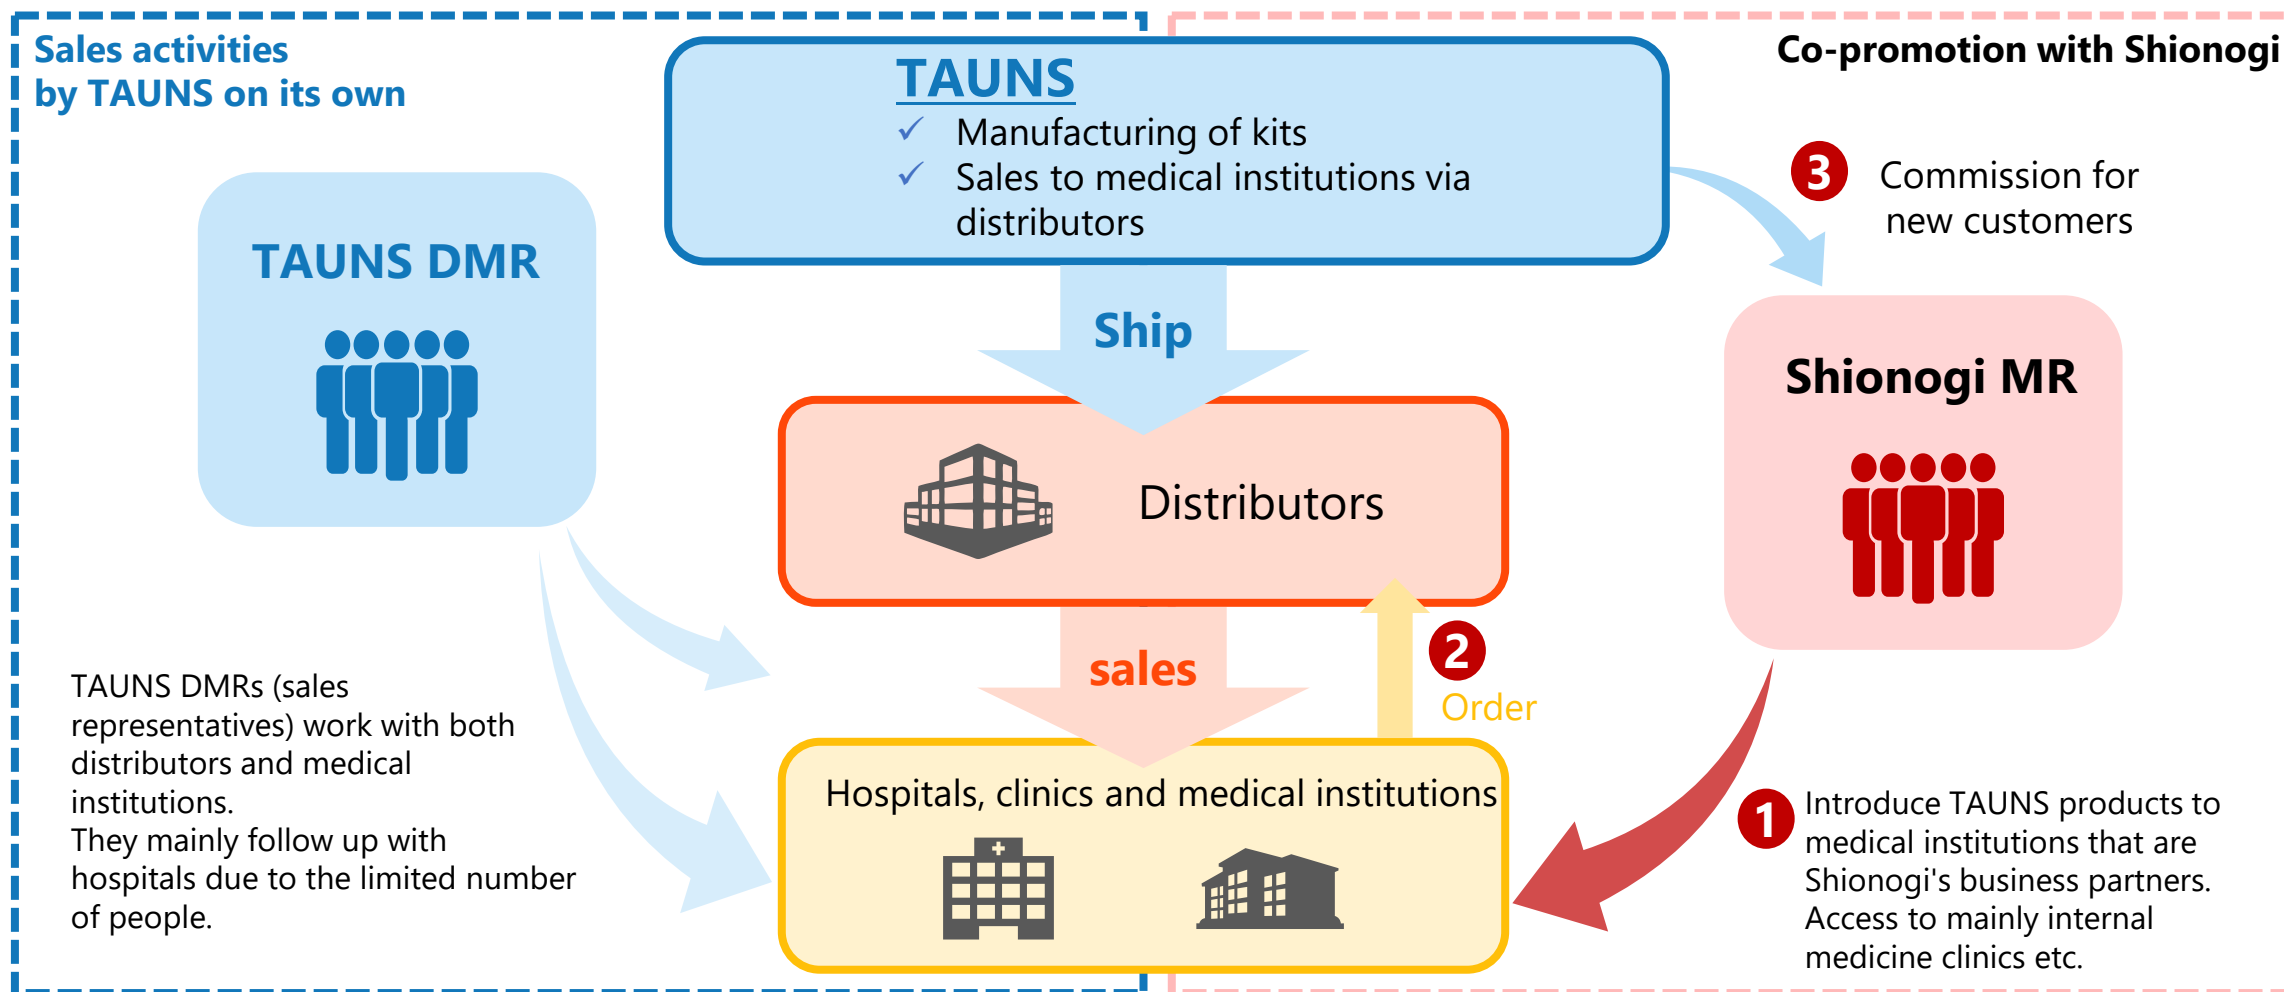 Sales activities
by TAUNS on its own
Co-promotion with Shionogi
TAUNS
✓ Manufacturing of kits
✓ Sales to medical institutions via
distributors
3
Commission for
new customers
TAUNS DMR
Ship
Shionogi MR
Distributors
sales
2
Order
TAUNS DMRs (sales
representatives) work with both
distributors and medical
institutions.
They mainly follow up with
hospitals due to the limited number
of people.
Hospitals, clinics and medical institutions
1
Introduce TAUNS products to
medical institutions that are
Shionogi's business partners.
Access to mainly internal
medicine clinics etc.